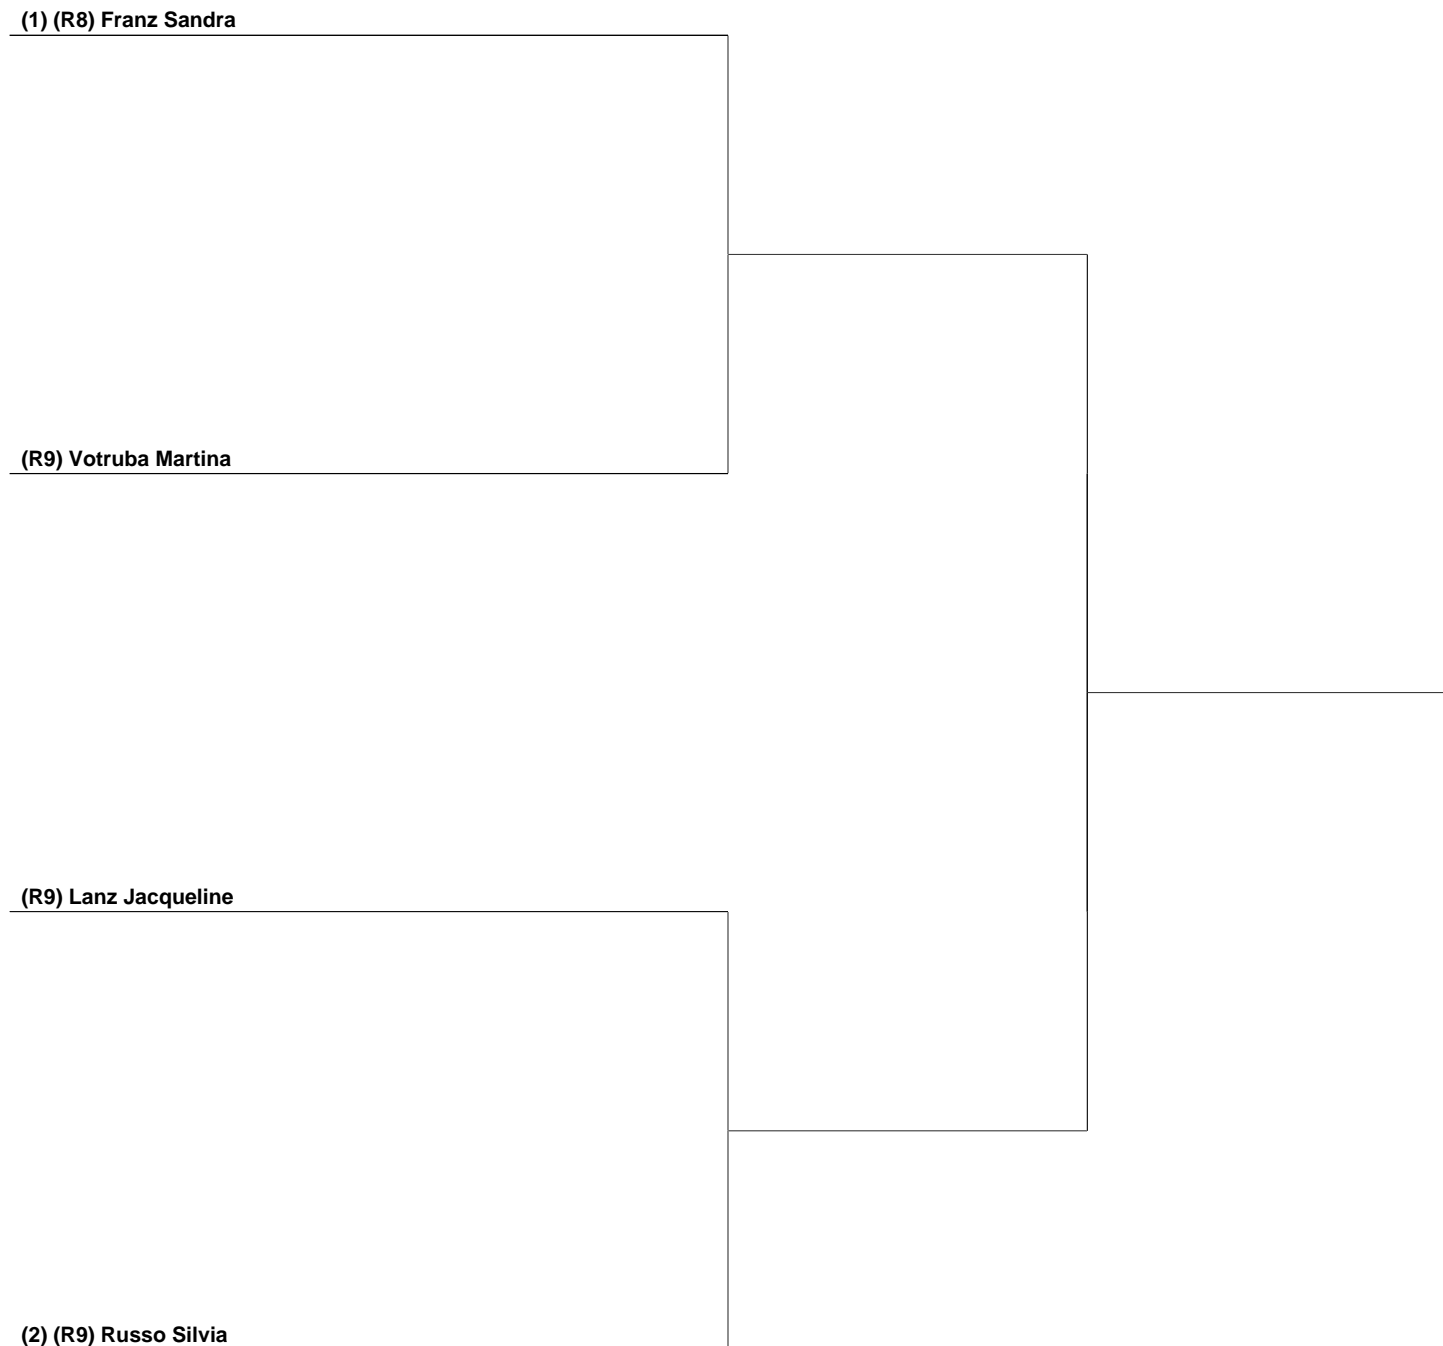 (1) (R8) Franz Sandra
(R9) Votruba Martina
(R9) Lanz Jacqueline
(2) (R9) Russo Silvia